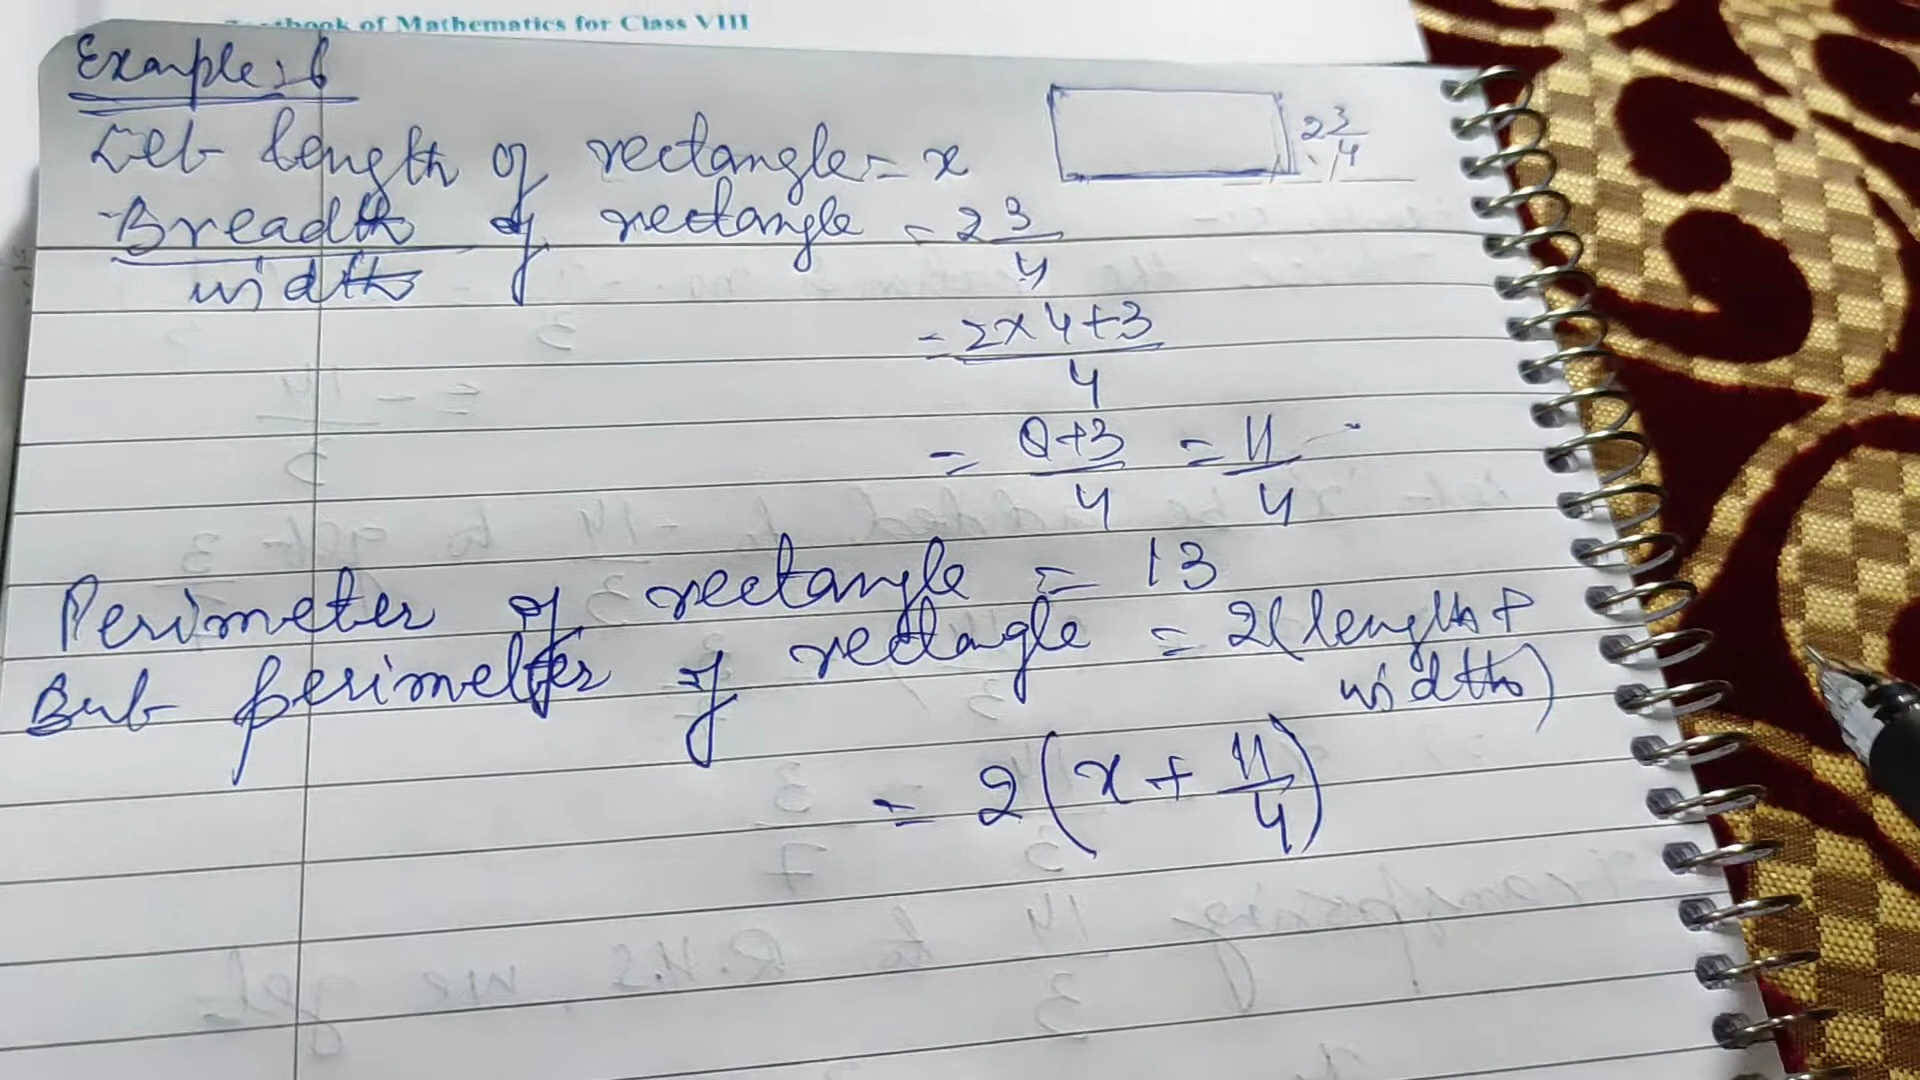 of Mathematics for Class VIII
Example: 6
Let length of rectangle = x
2 3/4
Breadth of rectangle = 2 3/4
width
= 2×4+3/4
= 8+3/4 = 11/4
Perimeter of rectangle = 13
But perimeter of rectangle = 2(length +
width)
= 2(x + 11/4)